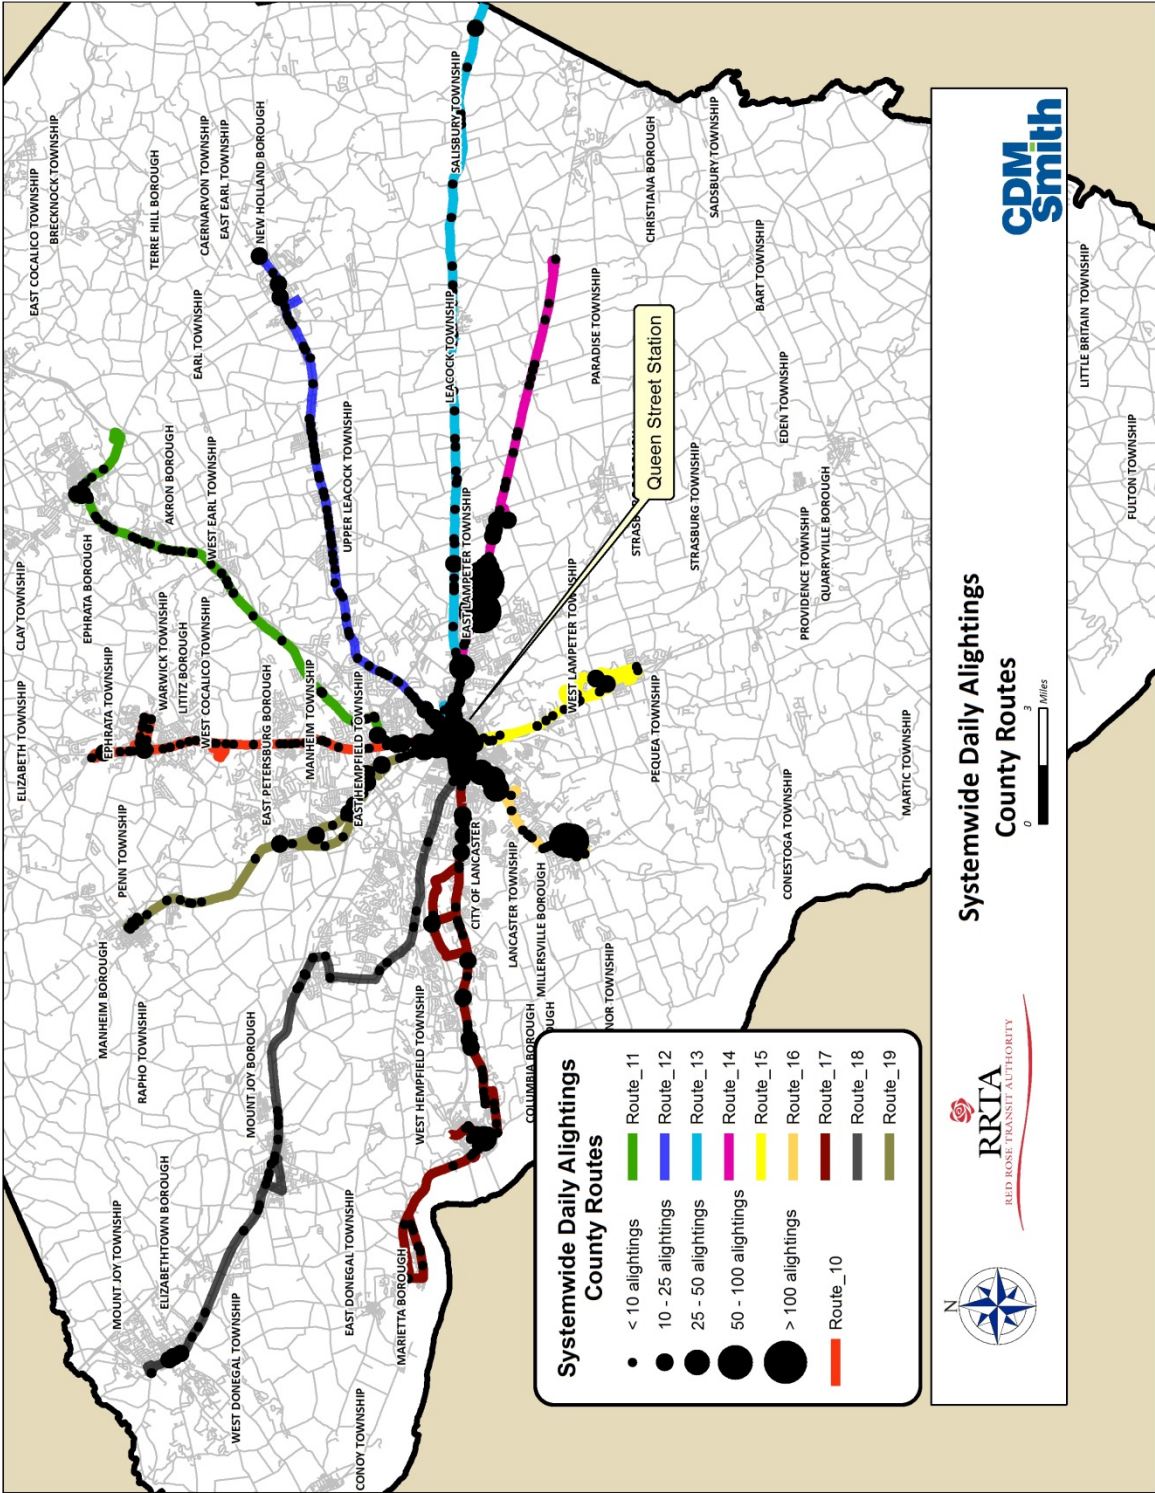 EAST COCALICO TOWNSHIP
BRECKNOCK TOWNSHIP
TERRE HILL BOROUGH
CAERNARVON TOWNSHIP
EAST EARL TOWNSHIP
NEW HOLLAND BOROUGH
EARL TOWNSHIP
SALISBURY TOWNSHIP
CHRISTIANA BOROUGH
SADSBURY TOWNSHIP
BART TOWNSHIP
LEACOCK TOWNSHIP
PARADISE TOWNSHIP
EDEN TOWNSHIP
LITTLE BRITAIN TOWNSHIP
FULTON TOWNSHIP
CLAY TOWNSHIP
EPHRATA BOROUGH
AKRON BOROUGH
WEST EARL TOWNSHIP
UPPER LEACOCK TOWNSHIP
EAST LAMPETER TOWNSHIP
Queen Street Station
STRASBURG TOWNSHIP
PROVIDENCE TOWNSHIP
QUARRYVILLE BOROUGH
ELIZABETH TOWNSHIP
EPHRATA TOWNSHIP
WARWICK TOWNSHIP
LITITZ BOROUGH
WEST COCALICO TOWNSHIP
EAST PETERSBURG BOROUGH
MANHEIM TOWNSHIP
EAST HEMPFIELD TOWNSHIP
WEST LAMPETER TOWNSHIP
PEQUEA TOWNSHIP
MARTIC TOWNSHIP
CONESTOGA TOWNSHIP
PENN TOWNSHIP
MANHEIM BOROUGH
RAPHO TOWNSHIP
MOUNT JOY BOROUGH
CITY OF LANCASTER
LANCASTER TOWNSHIP
MILLERSVILLE BOROUGH
NOR TOWNSHIP
COLUMBIA BOROUGH
WEST HEMPFIELD TOWNSHIP
MOUNT JOY TOWNSHIP
ELIZABETHTOWN BOROUGH
WEST DONEGAL TOWNSHIP
EAST DONEGAL TOWNSHIP
MARIETTA BOROUGH
CONOY TOWNSHIP
Systemwide Daily Alightings
County Routes
< 10 alightings
10 - 25 alightings
25 - 50 alightings
50 - 100 alightings
> 100 alightings
Route_10
Route_11
Route_12
Route_13
Route_14
Route_15
Route_16
Route_17
Route_18
Route_19
N
RRTA
RED ROSE TRANSIT AUTHORITY
Systemwide Daily Alightings
County Routes
0 3
Miles
CDM
Smith